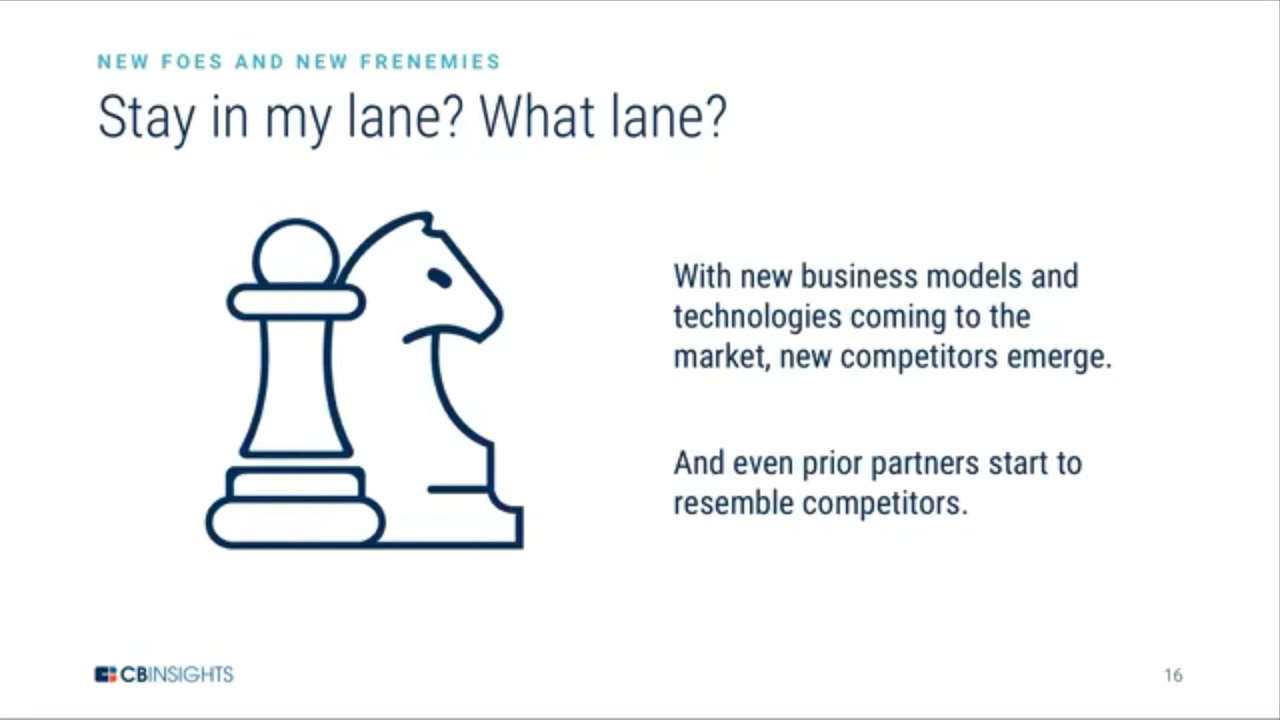 NEW FOES AND NEW FRENEMIES
Stay in my lane? What lane?
With new business models and
technologies coming to the
market, new competitors emerge.
And even prior partners start to
resemble competitors.
CBINSIGHTS
16